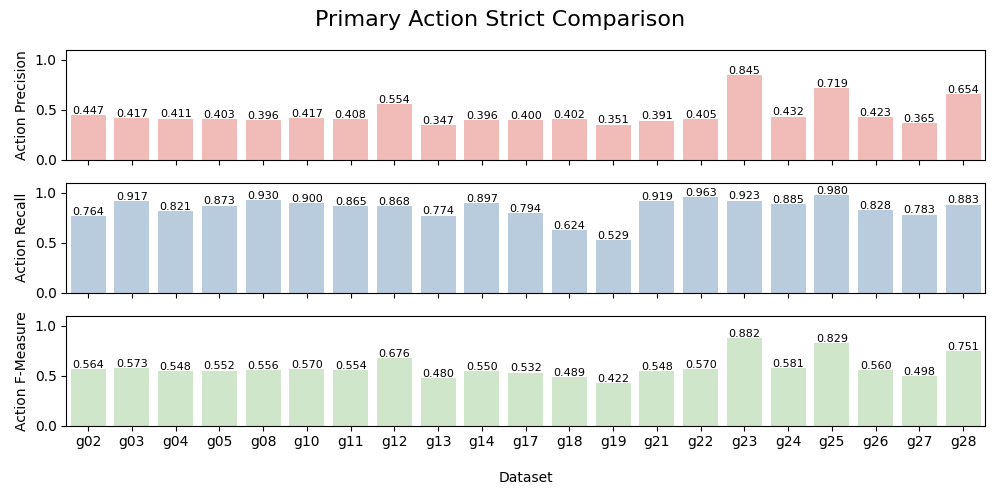 Primary Action Strict Comparison
Action Precision
1.0
0.5
0.0
0.447 0.417 0.411 0.403 0.396 0.417 0.408 0.554 0.347 0.396 0.400 0.402 0.351 0.391 0.405 0.845 0.432 0.719 0.423 0.365 0.654
Action Recall
1.0
0.5
0.0
0.764 0.917 0.821 0.873 0.930 0.900 0.865 0.868 0.774 0.897 0.794 0.624 0.529 0.919 0.963 0.923 0.885 0.980 0.828 0.783 0.883
Action F-Measure
1.0
0.5
0.0
0.564 0.573 0.548 0.552 0.556 0.570 0.554 0.676 0.480 0.550 0.532 0.489 0.422 0.548 0.570 0.882 0.581 0.829 0.560 0.498 0.751
g02 g03 g04 g05 g08 g10 g11 g12 g13 g14 g17 g18 g19 g21 g22 g23 g24 g25 g26 g27 g28
Dataset